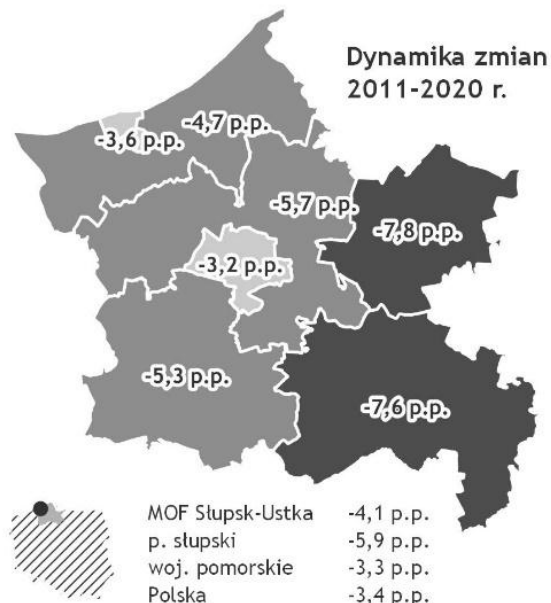 Dynamika zmian
2011-2020 r.
-4,7 p.p.
-3,6 p.p.
-5,7 p.p.
-7,8 p.p.
-3,2 p.p.
-5,3 p.p.
-7,6 p.p.
MOF Słupsk-Ustka -4,1 p.p.
p. słupski -5,9 p.p.
woj. pomorskie -3,3 p.p.
Polska -3,4 p.p.